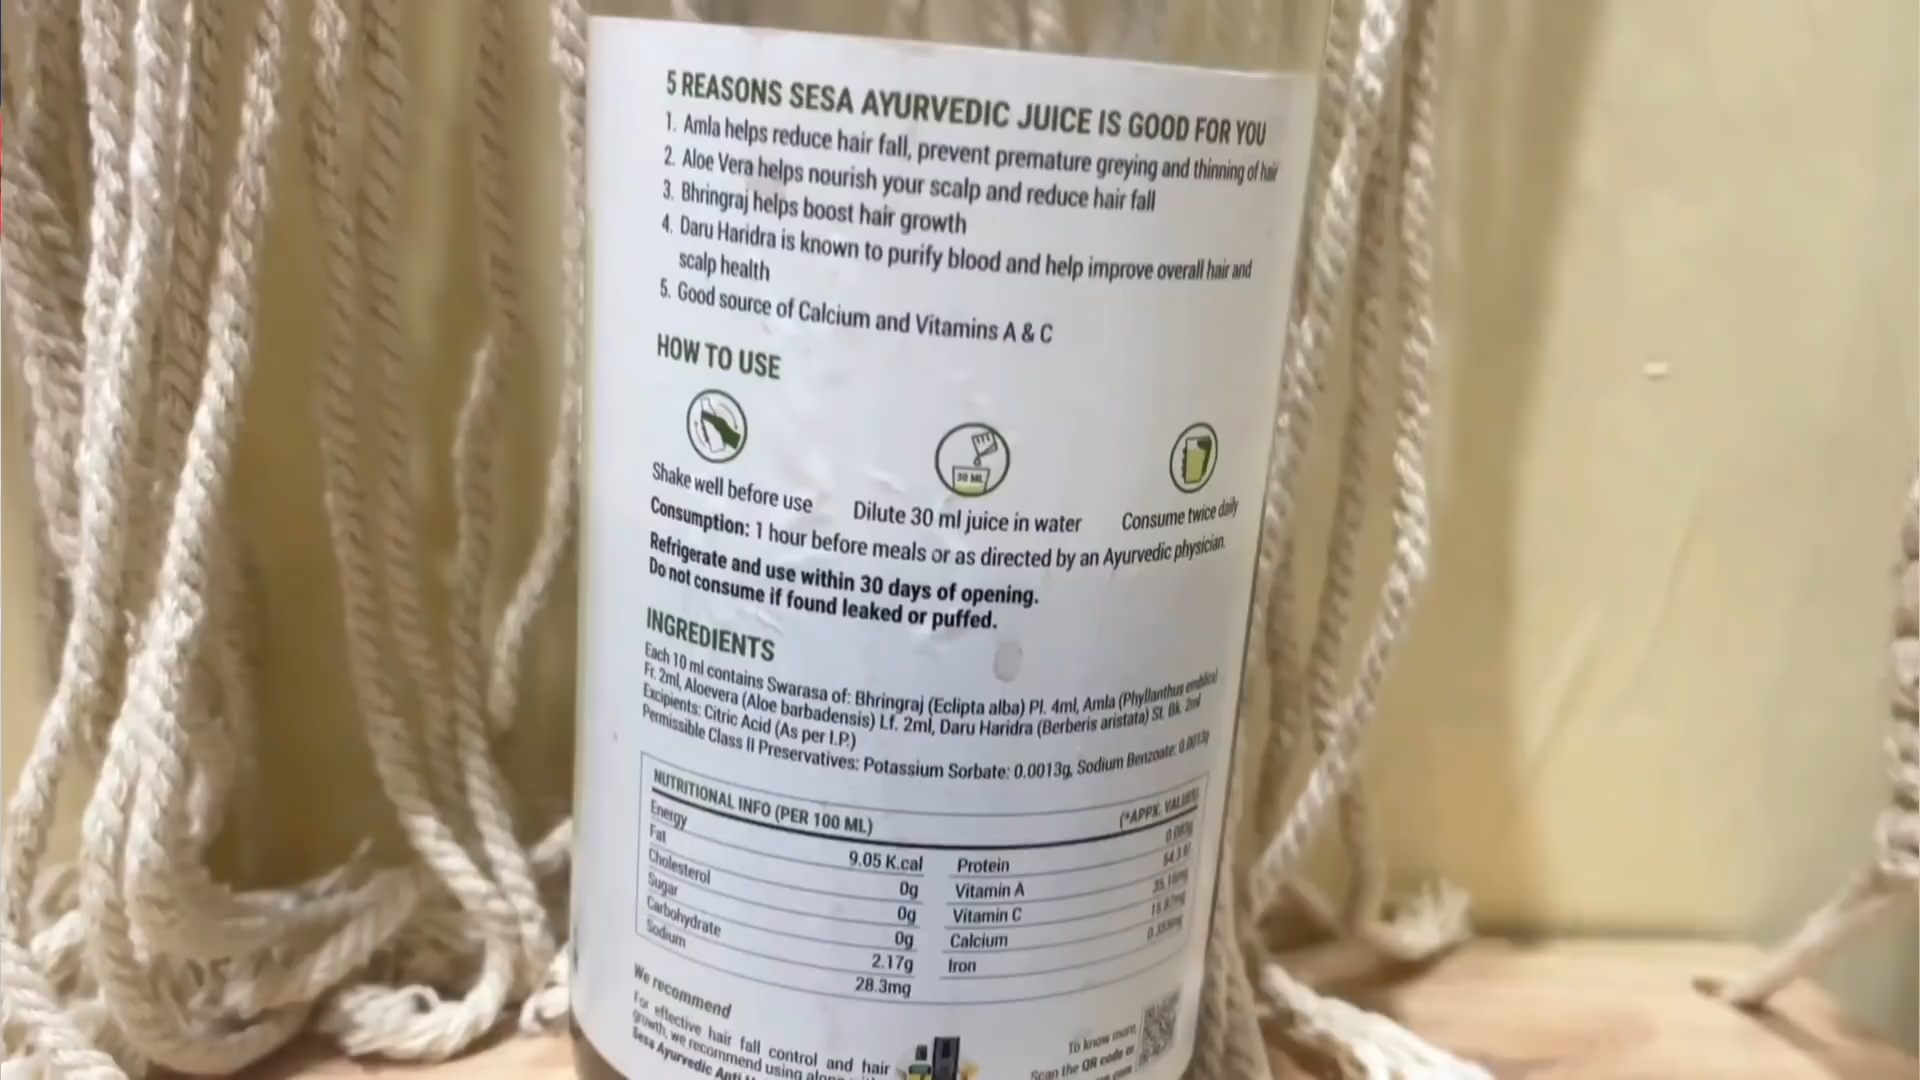 5 REASONS SESA AYURVEDIC JUICE IS GOOD FOR YOU
1. Amla helps reduce hair fall, prevent premature greying and thinning of hair
2. Aloe Vera helps nourish your scalp and reduce hair fall
3. Bhringraj helps boost hair growth
4. Daru Haridra is known to purify blood and help improve overall hair and
scalp health
5. Good source of Calcium and Vitamins A & C
HOW TO USE
30 ML
Shake well before use
Dilute 30 ml juice in water
Consume twice daily
Consumption: 1 hour before meals or as directed by an Ayurvedic physician.
Refrigerate and use within 30 days of opening.
Do not consume if found leaked or puffed.
INGREDIENTS
Each 10 ml contains Swarasa of: Bhringraj (Eclipta alba) Pl. 4ml, Amla (Phyllanthus emblica)
Fr. 2ml, Aloevera (Aloe barbadensis) Lf. 2ml, Daru Haridra (Berberis aristata) St. Bk. 2ml
Excipients: Citric Acid (As per I.P.)
Permissible Class II Preservatives: Potassium Sorbate: 0.0013g, Sodium Benzoate: 0.0013g
NUTRITIONAL INFO (PER 100 ML) (*APPX. VALUES)
Energy 9.05 K.cal Protein
Fat 0g Vitamin A
Cholesterol 0g Vitamin C
Sugar 0g Calcium
Carbohydrate 2.17g Iron
Sodium 28.3mg
We recommend
For effective hair fall control and hair
growth, we recommend using along
Sesa Ayurvedic
To know more
Scan the QR code or